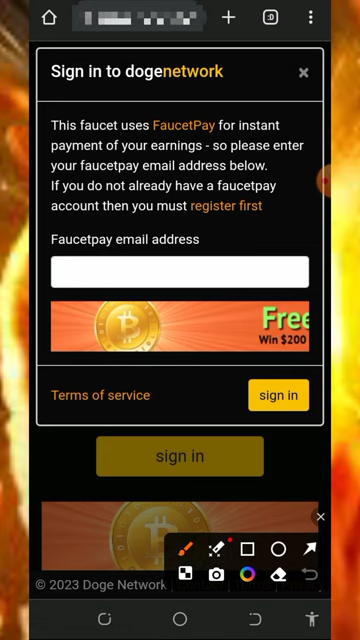 :D
Sign in to dogenetwork
×
This faucet uses FaucetPay for instant
payment of your earnings - so please enter
your faucetpay email address below.
If you do not already have a faucetpay
account then you must register first
Faucetpay email address
Free
Win $200
Terms of service
sign in
sign in
© 2023 Doge Network